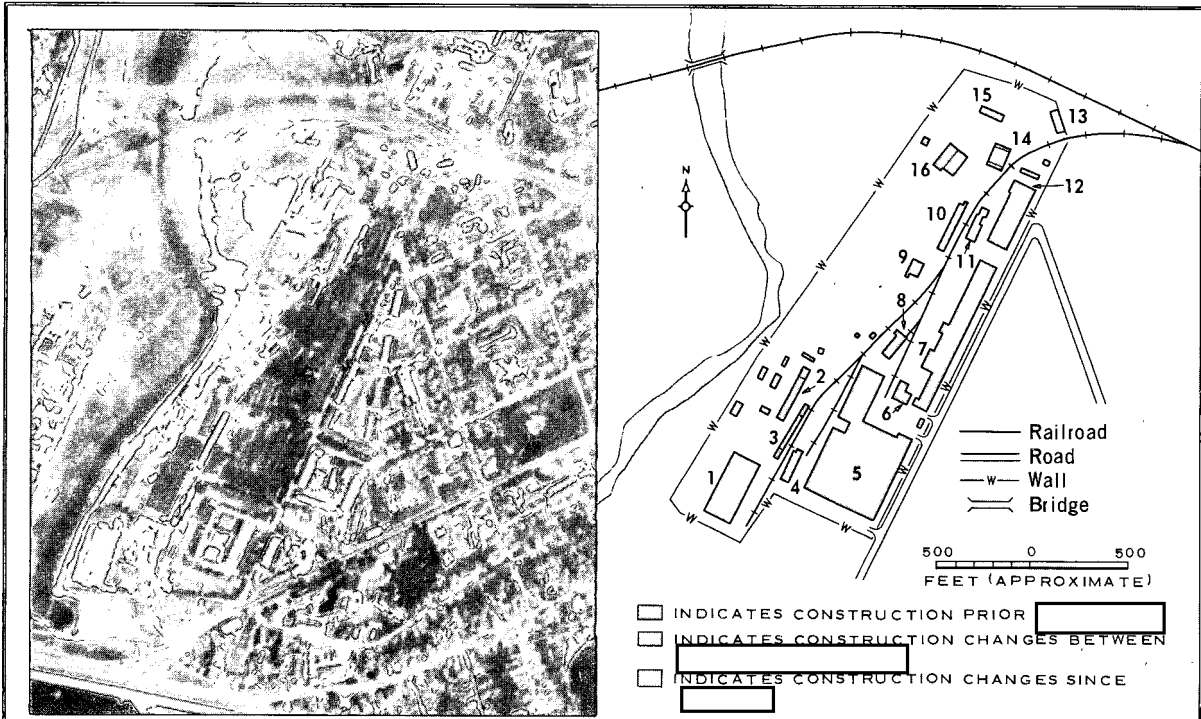 15
13
14
16
12
10
11
9
8
7
2
6
3
5
1
4
N
W
W
W
W
W
W
W
W
W
W
W
W
W
Railroad
Road
W Wall
Bridge
500 0 500
FEET (APPROXIMATE)
INDICATES CONSTRUCTION PRIOR
INDICATES CONSTRUCTION CHANGES BETWEEN
INDICATES CONSTRUCTION CHANGES SINCE